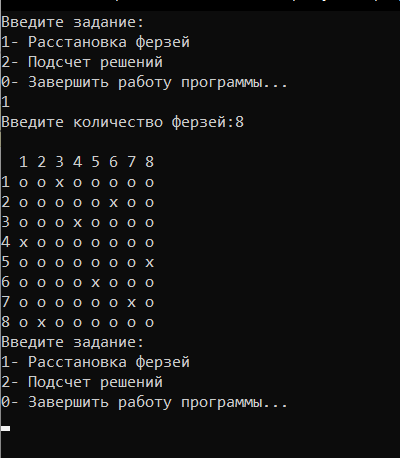 Введите задание:
1- Расстановка ферзей
2- Подсчет решений
0- Завершить работу программы...
1
Введите количество ферзей:8
1 2 3 4 5 6 7 8
1 o o x o o o o o
2 o o o o o x o o
3 o o o x o o o o
4 x o o o o o o o
5 o o o o o o o x
6 o o o o x o o o
7 o o o o o o x o
8 o x o o o o o o
Введите задание:
1- Расстановка ферзей
2- Подсчет решений
0- Завершить работу программы...